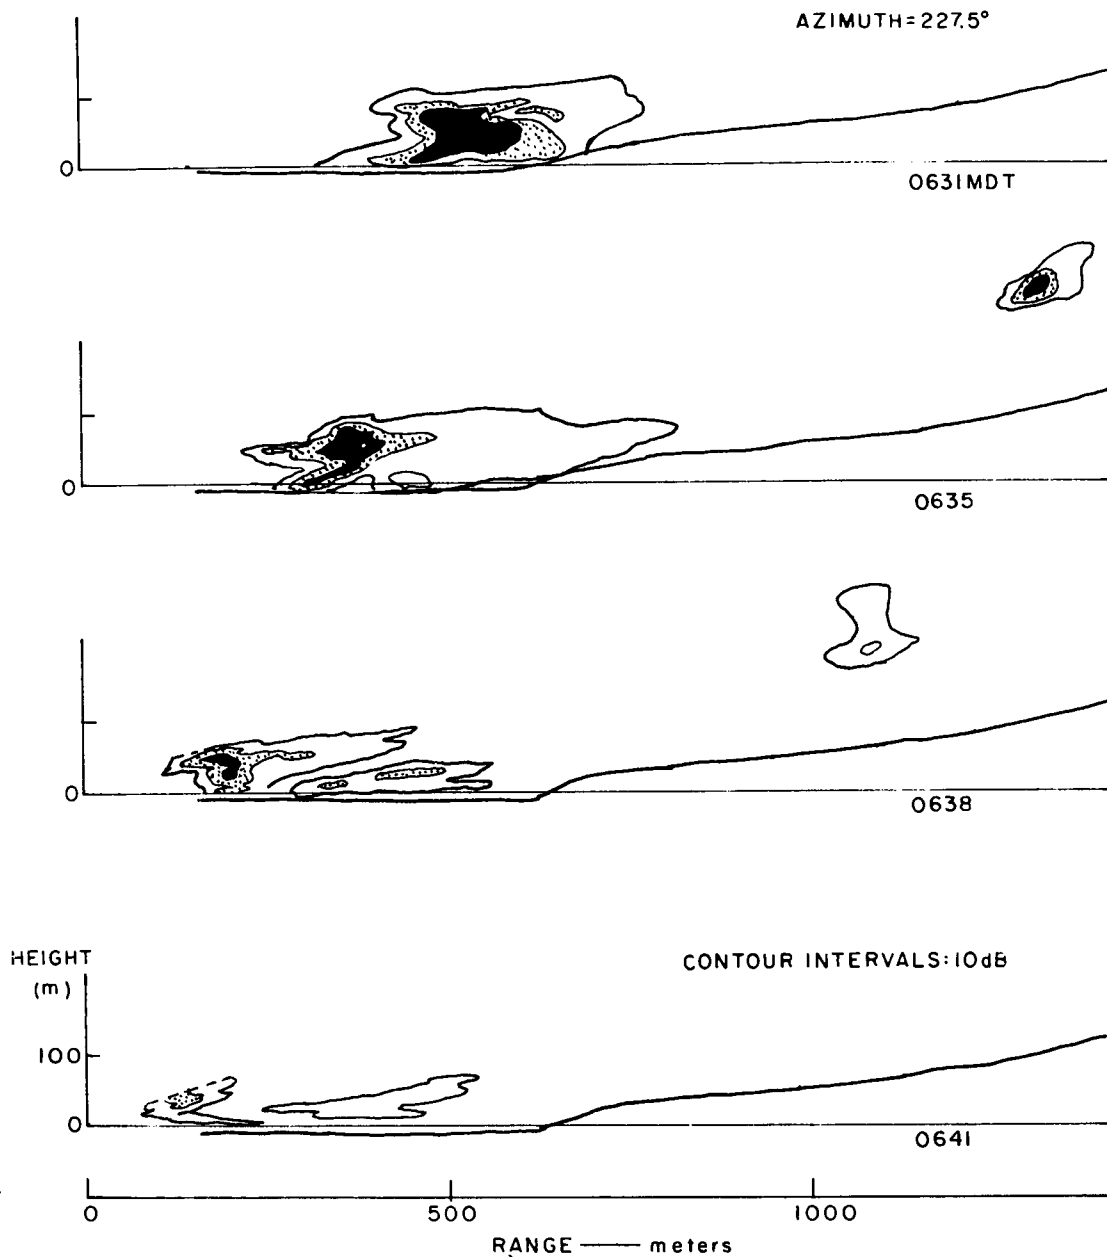 AZIMUTH=227.5°
0
0631MDT
0
0635
0
0638
HEIGHT
(m)
CONTOUR INTERVALS:10dB
100
0
0641
0 500 1000
RANGE — meters